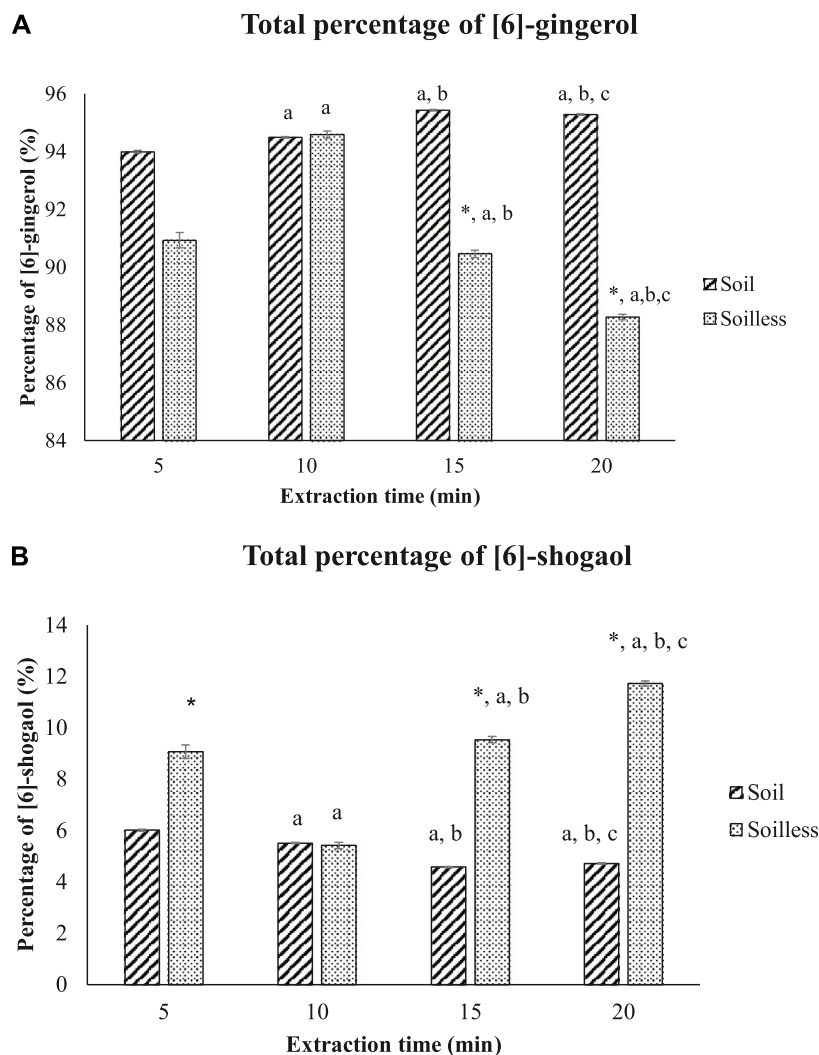 A
Total percentage of [6]-gingerol
Percentage of [6]-gingerol (%)
96
94
92
90
88
86
84
a
a
a, b
*, a, b
a, b, c
*, a,b,c
5
10
15
20
Extraction time (min)
Soil
Soilless
B
Total percentage of [6]-shogaol
Percentage of [6]-shogaol (%)
14
12
10
8
6
4
2
0
*
a
a
a, b
*, a, b
a, b, c
*, a, b, c
5
10
15
20
Extraction time (min)
Soil
Soilless